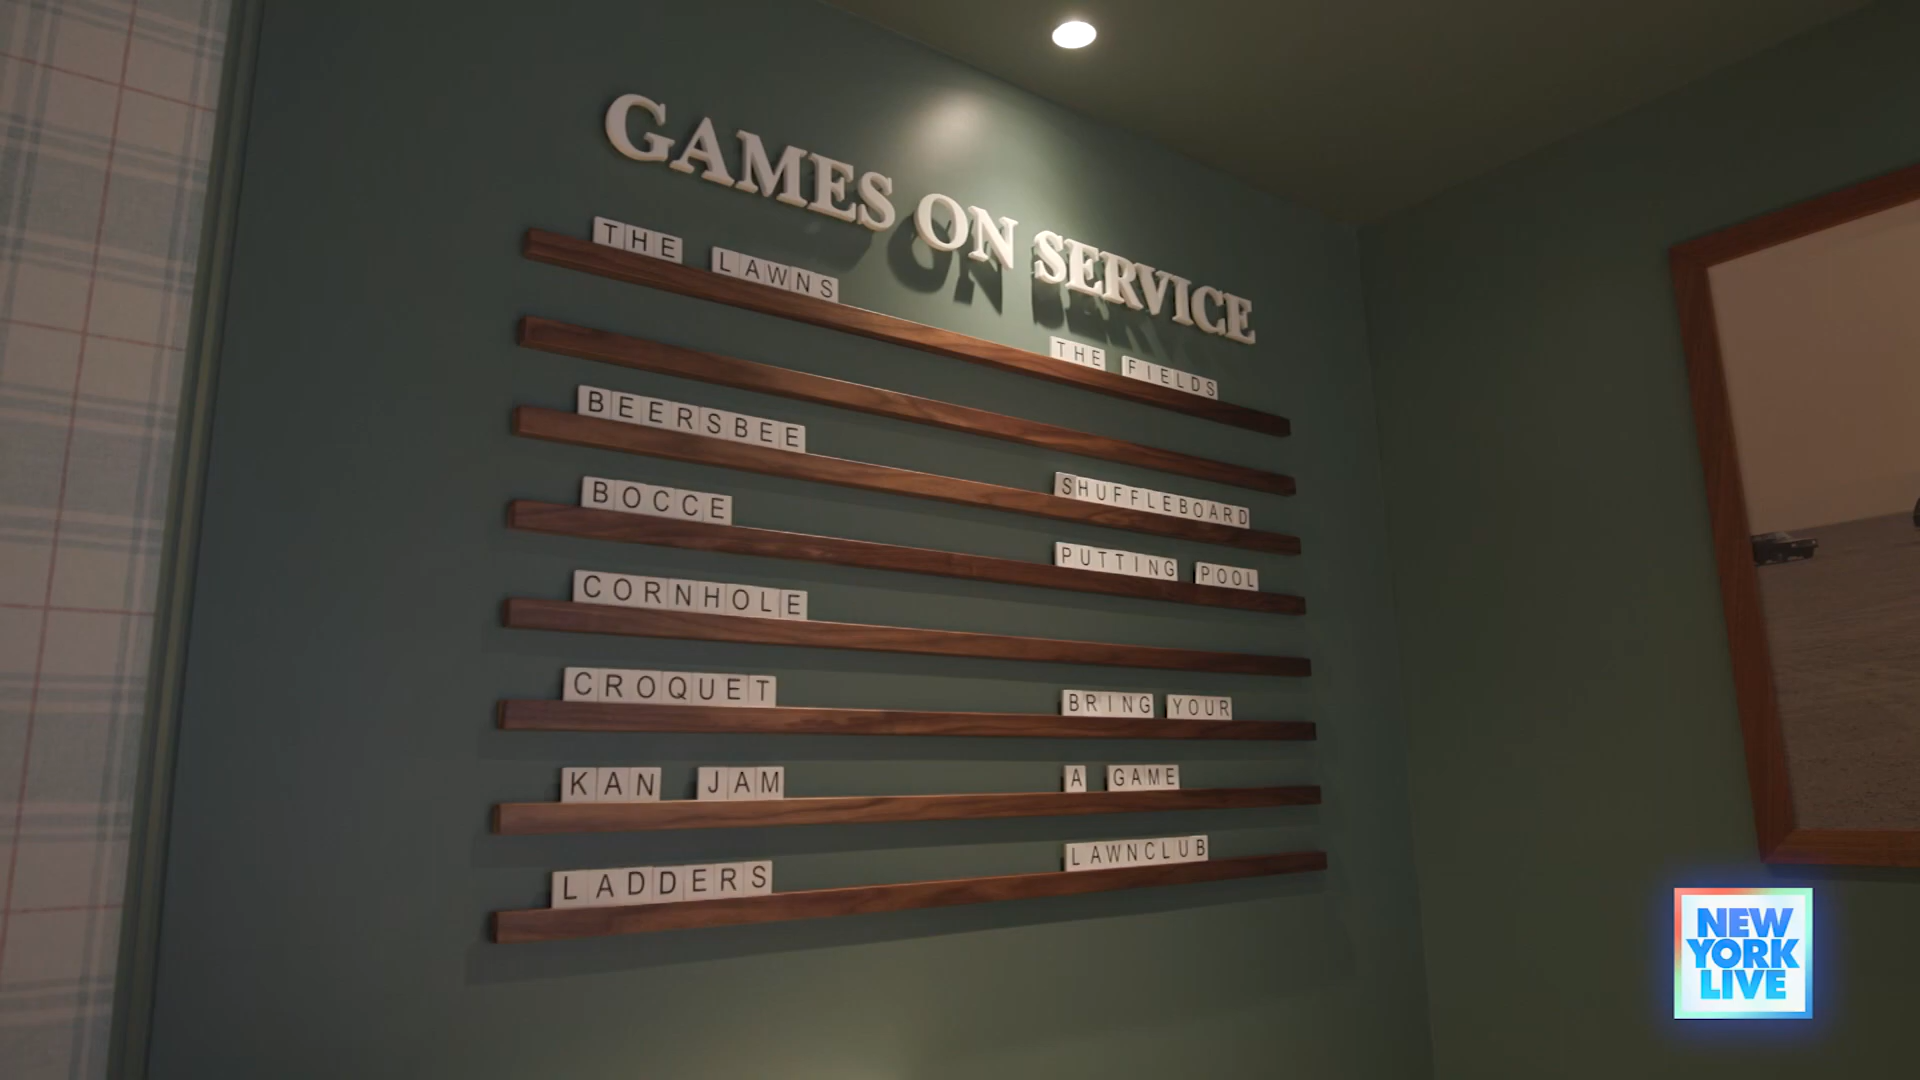 GAMES ON SERVICE
THE LAWNS
THE FIELDS
BEERSBEE
SHUFFLEBOARD
BOCCE
PUTTING POOL
CORNHOLE
CROQUET
BRING YOUR
KAN JAM
A GAME
LADDERS
LAWNCLUB
NEW
YORK
LIVE